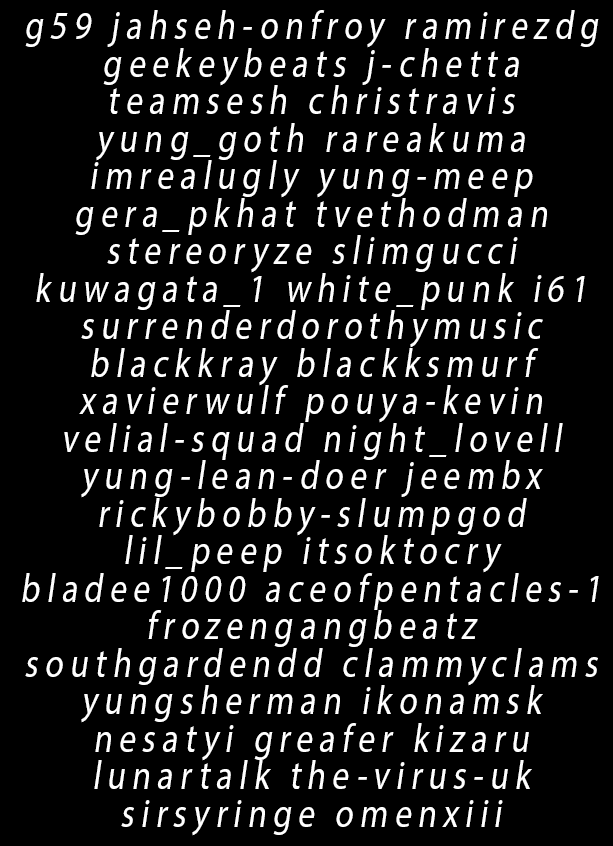 g59 jahseh-onfroy ramirezdg
geekeybeats j-chetta
teamsesh christravis
yung_goth rareakuma
imrealugly yung-meep
gera_pkhat tvethodman
stereoryze slimgucci
kuwagata_1 white_punk i61
surrenderdorothymusic
blackkray blackksmurf
xavierwulf pouya-kevin
velial-squad night_lovell
yung-lean-doer jeembx
rickybobby-slumpgod
lil_peep itsoktocry
bladee1000 aceofpentacles-1
frozengangbeatz
southgardendd clammyclams
yungsherman ikonamsk
nesatyi greafer kizaru
lunartalk the-virus-uk
sirsyringe omenxiii